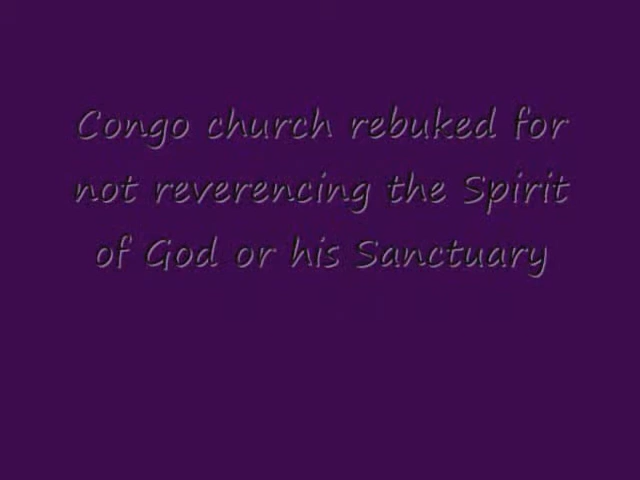 Congo church rebuked for
not reverencing the Spirit
of God or his Sanctuary